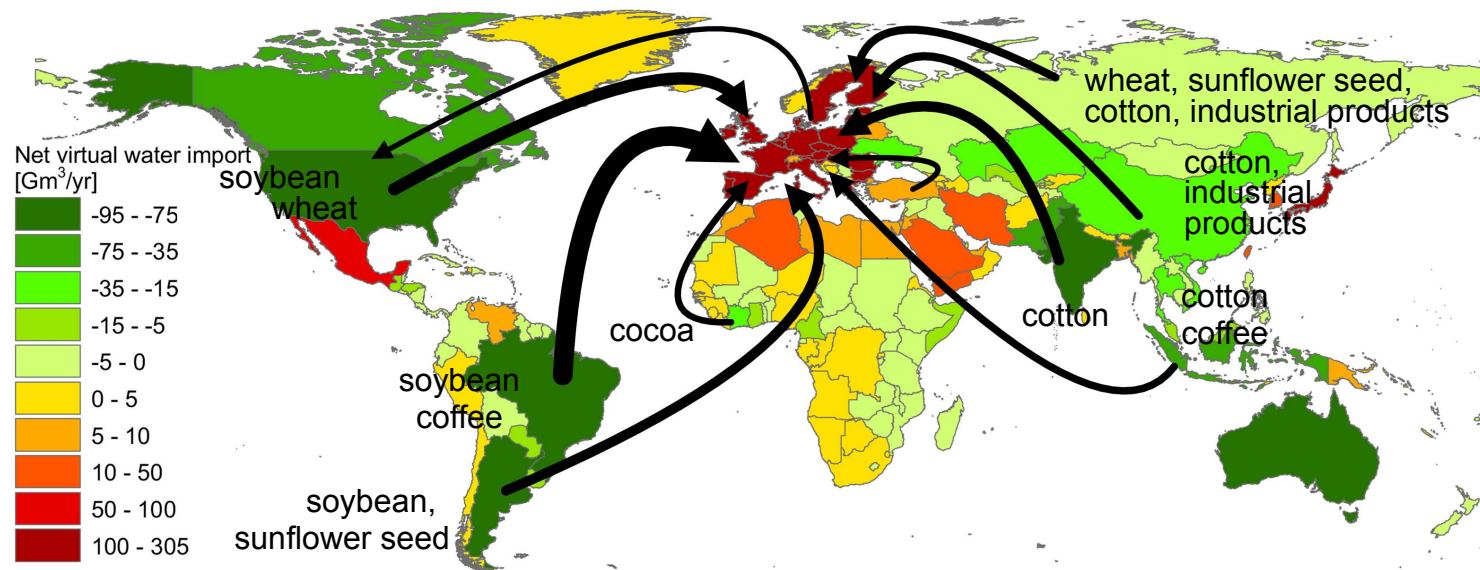 wheat, sunflower seed,
cotton, industrial products
Net virtual water import
[Gm³/yr]
-95 - -75
-75 - -35
-35 - -15
-15 - -5
-5 - 0
0 - 5
5 - 10
10 - 50
50 - 100
100 - 305
soybean
wheat
cotton,
industrial
products
cocoa
cotton
cotton
coffee
soybean
coffee
soybean,
sunflower seed